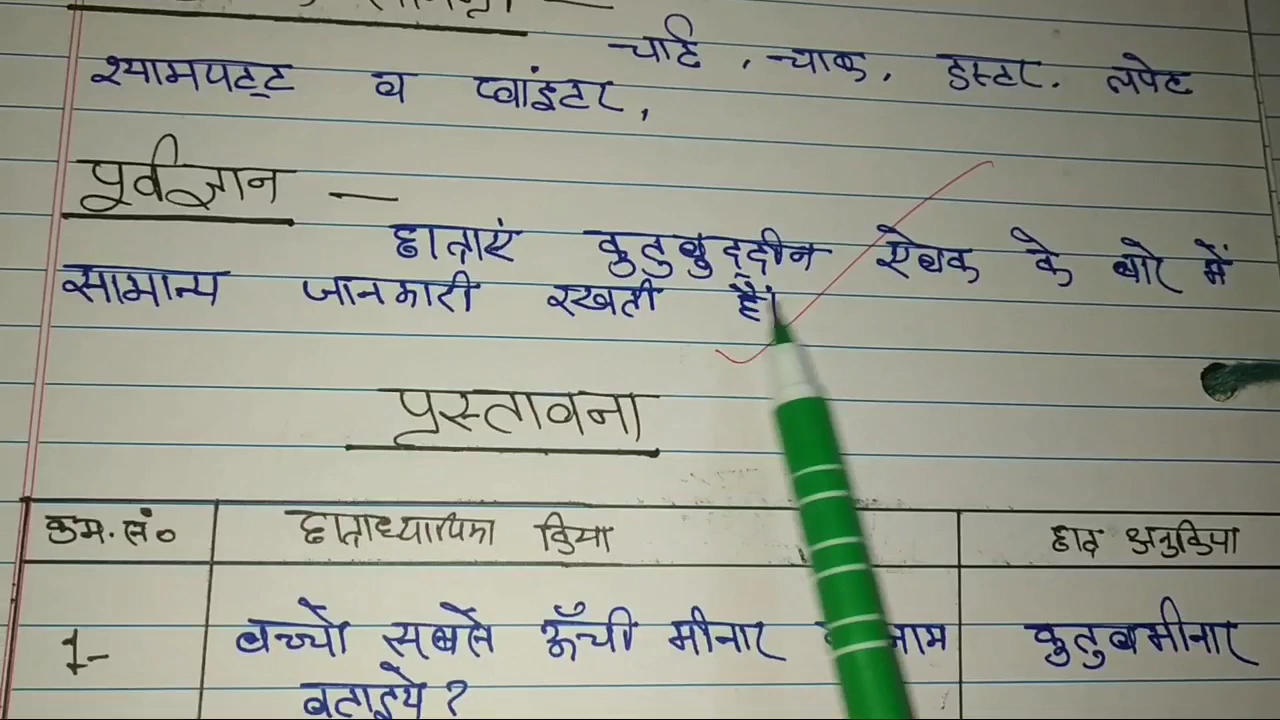 चार्ट, चाक, डस्टर. लपेट
श्यामपट्ट व प्वांइटर,
पूर्वज्ञान —
छात्राएं कुतुबुद्दीन ऐबक के बारे में
सामान्य जानकारी रखती हैं।
प्रस्तावना
क्रम.सं० छात्राध्यापिका क्रिया छात्र अनुक्रिया
1- बच्चों सबसे ऊँची मीनार नाम कुतुबमीनार
बताइये ?